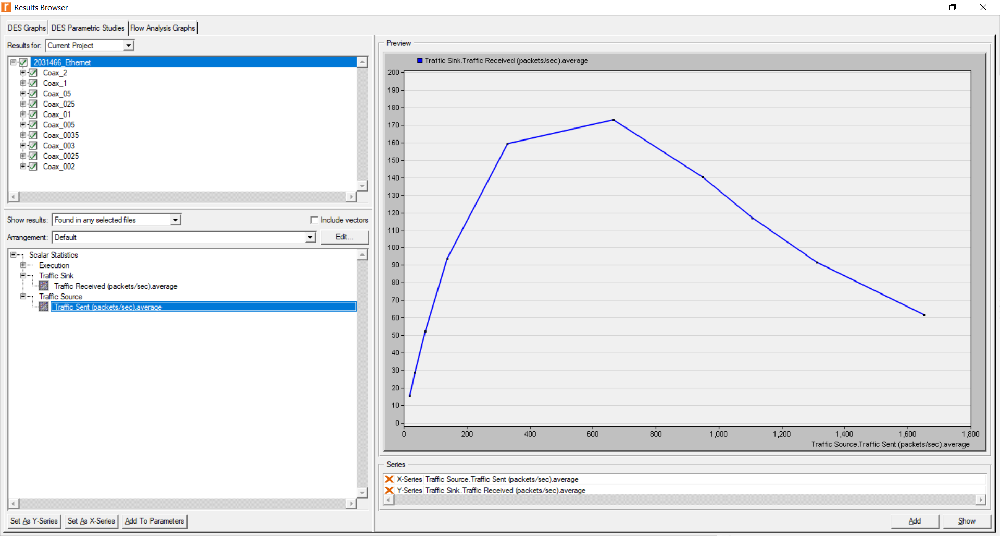 Results Browser
DES Graphs DES Parametric Studies Flow Analysis Graphs
Results for: Current Project
2031466_Ethernet
Coax_2
Coax_1
Coax_05
Coax_025
Coax_01
Coax_005
Coax_0035
Coax_003
Coax_0025
Coax_002
Show results: Found in any selected files Include vectors
Arrangement: Default Edit...
Scalar Statistics
Execution
Traffic Sink
Traffic Received (packets/sec).average
Traffic Source
Traffic Sent (packets/sec).average
Set As Y-Series Set As X-Series Add To Parameters
Preview
Traffic Sink.Traffic Received (packets/sec).average
200
190
180
170
160
150
140
130
120
110
100
90
80
70
60
50
40
30
20
10
0
0 200 400 600 800 1,000 1,200 1,400 1,600 1,800
Traffic Source.Traffic Sent (packets/sec).average
Series
X-Series Traffic Source.Traffic Sent (packets/sec).average
Y-Series Traffic Sink.Traffic Received (packets/sec).average
Add Show